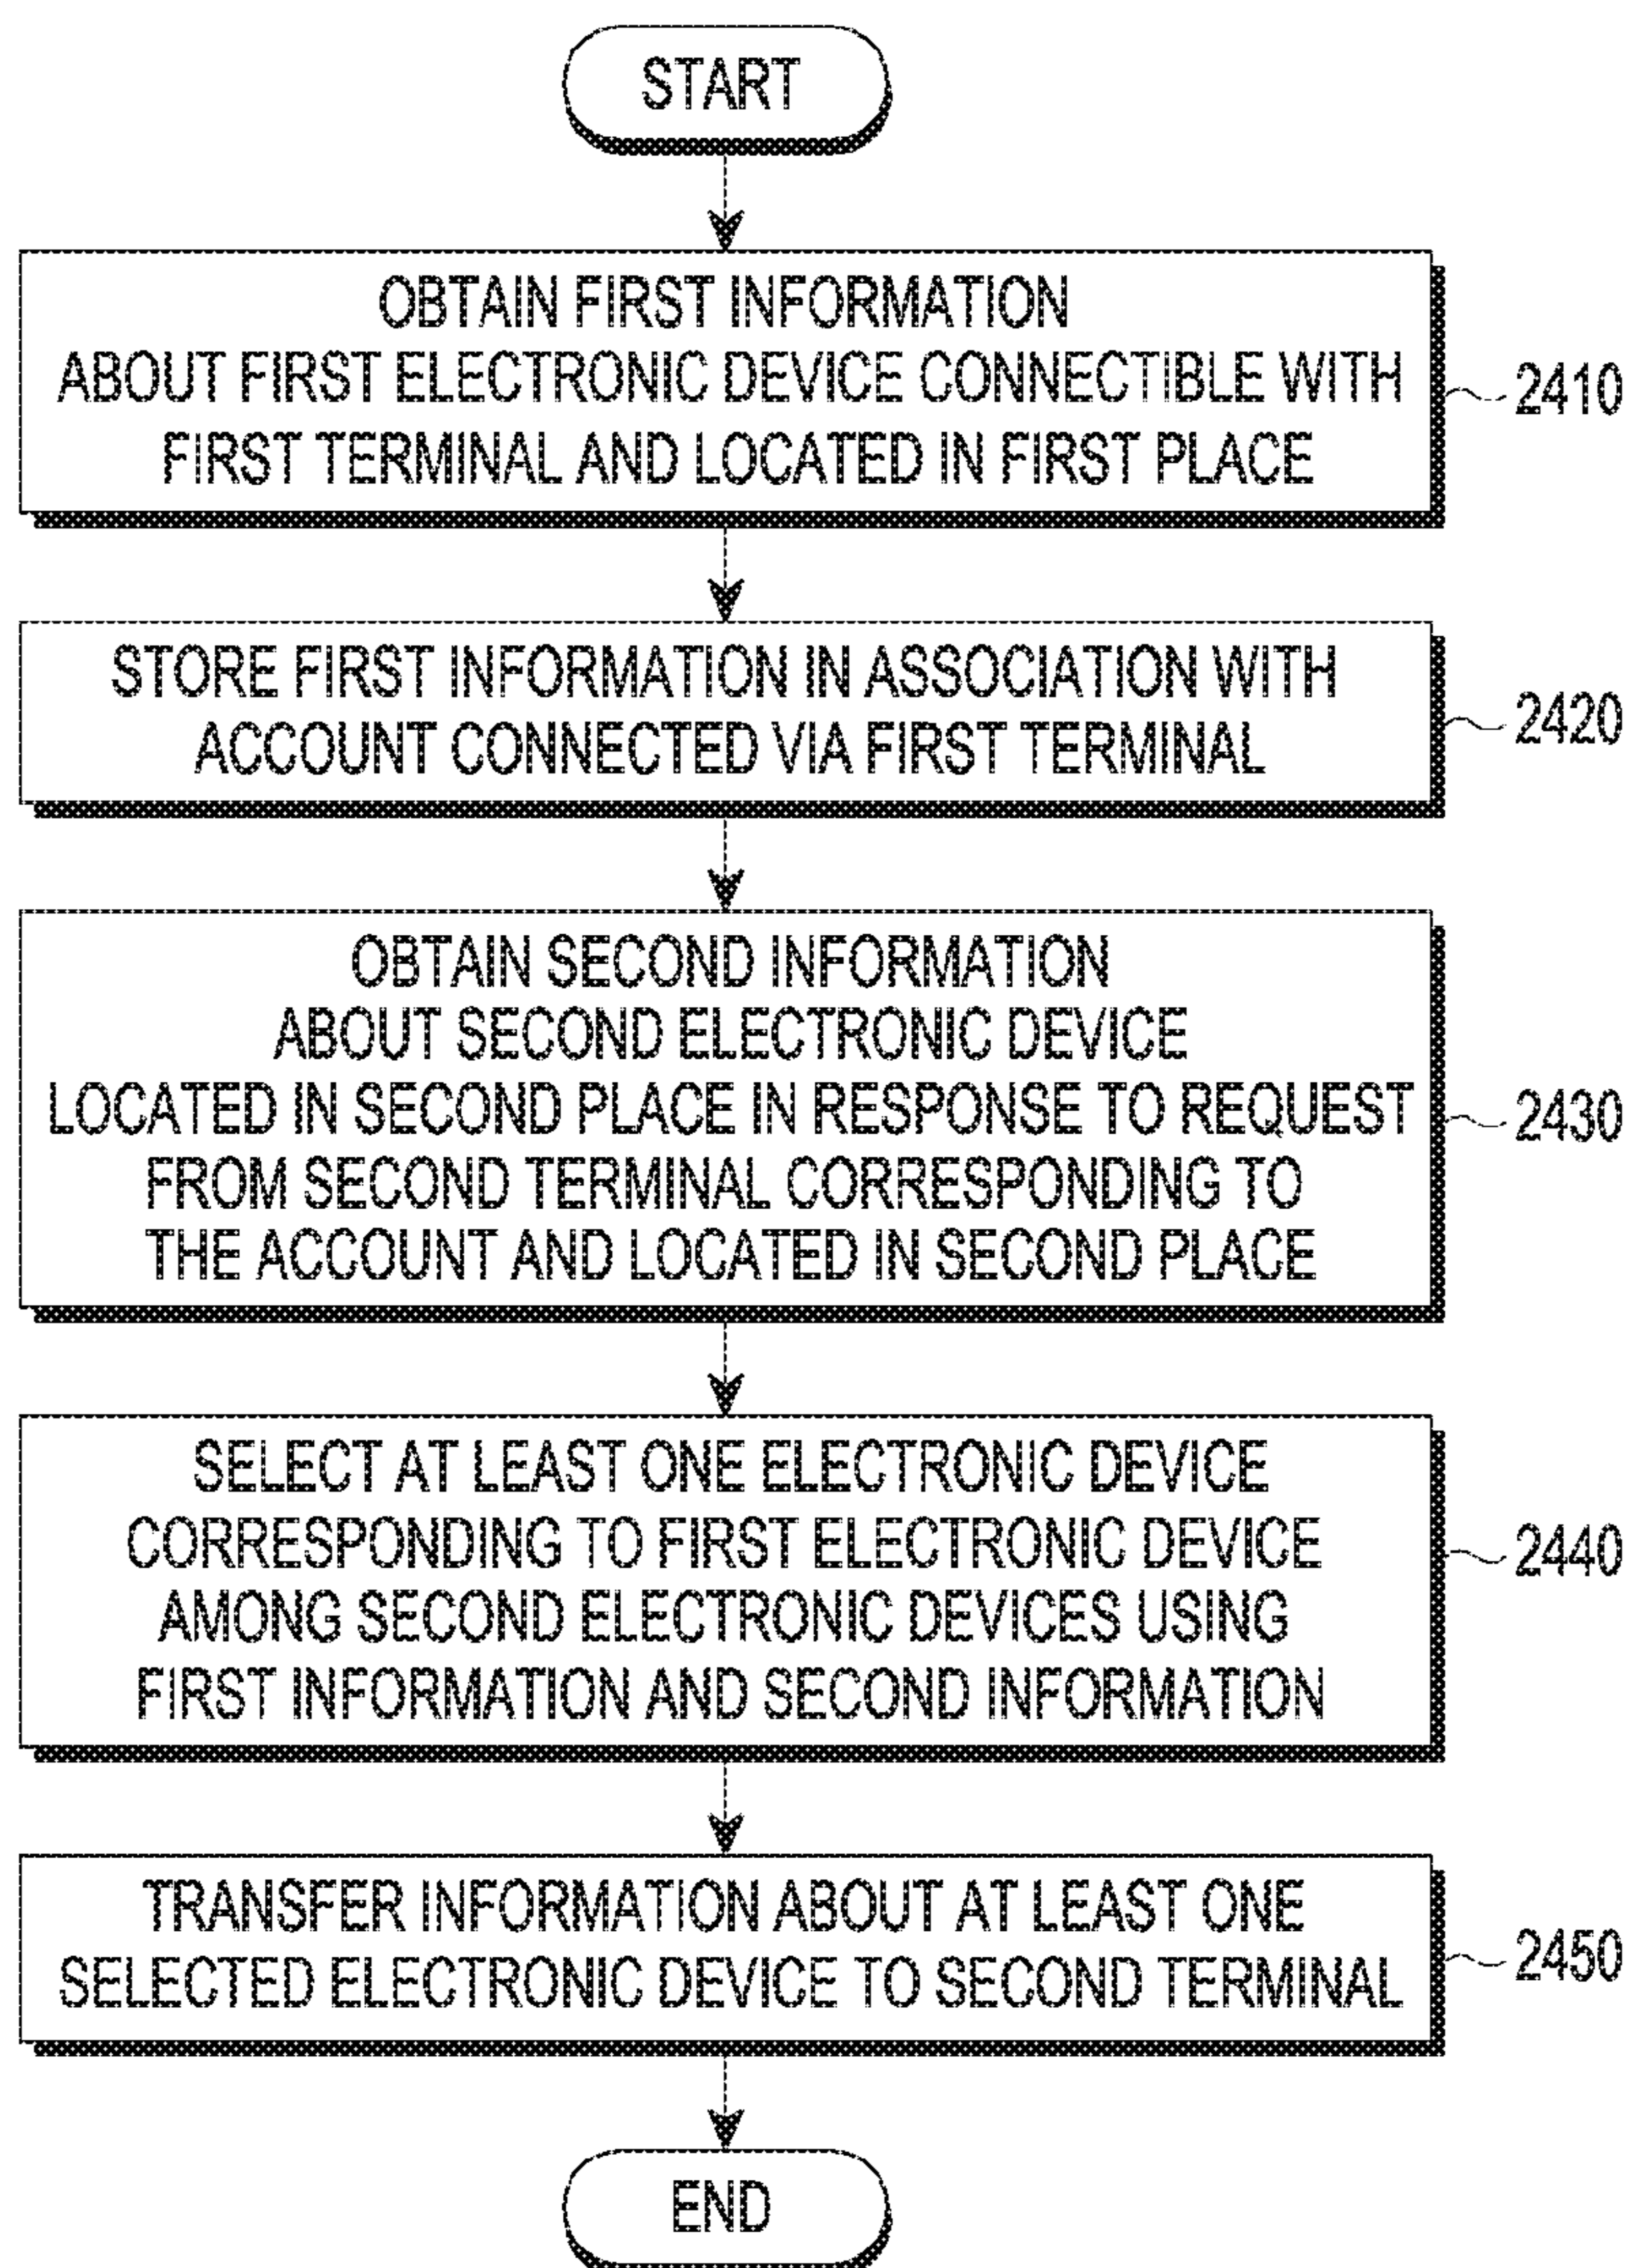 START
OBTAIN FIRST INFORMATION
ABOUT FIRST ELECTRONIC DEVICE CONNECTIBLE WITH
FIRST TERMINAL AND LOCATED IN FIRST PLACE
2410
STORE FIRST INFORMATION IN ASSOCIATION WITH
ACCOUNT CONNECTED VIA FIRST TERMINAL
2420
OBTAIN SECOND INFORMATION
ABOUT SECOND ELECTRONIC DEVICE
LOCATED IN SECOND PLACE IN RESPONSE TO REQUEST
FROM SECOND TERMINAL CORRESPONDING TO
THE ACCOUNT AND LOCATED IN SECOND PLACE
2430
SELECT AT LEAST ONE ELECTRONIC DEVICE
CORRESPONDING TO FIRST ELECTRONIC DEVICE
AMONG SECOND ELECTRONIC DEVICES USING
FIRST INFORMATION AND SECOND INFORMATION
2440
TRANSFER INFORMATION ABOUT AT LEAST ONE
SELECTED ELECTRONIC DEVICE TO SECOND TERMINAL
2450
END